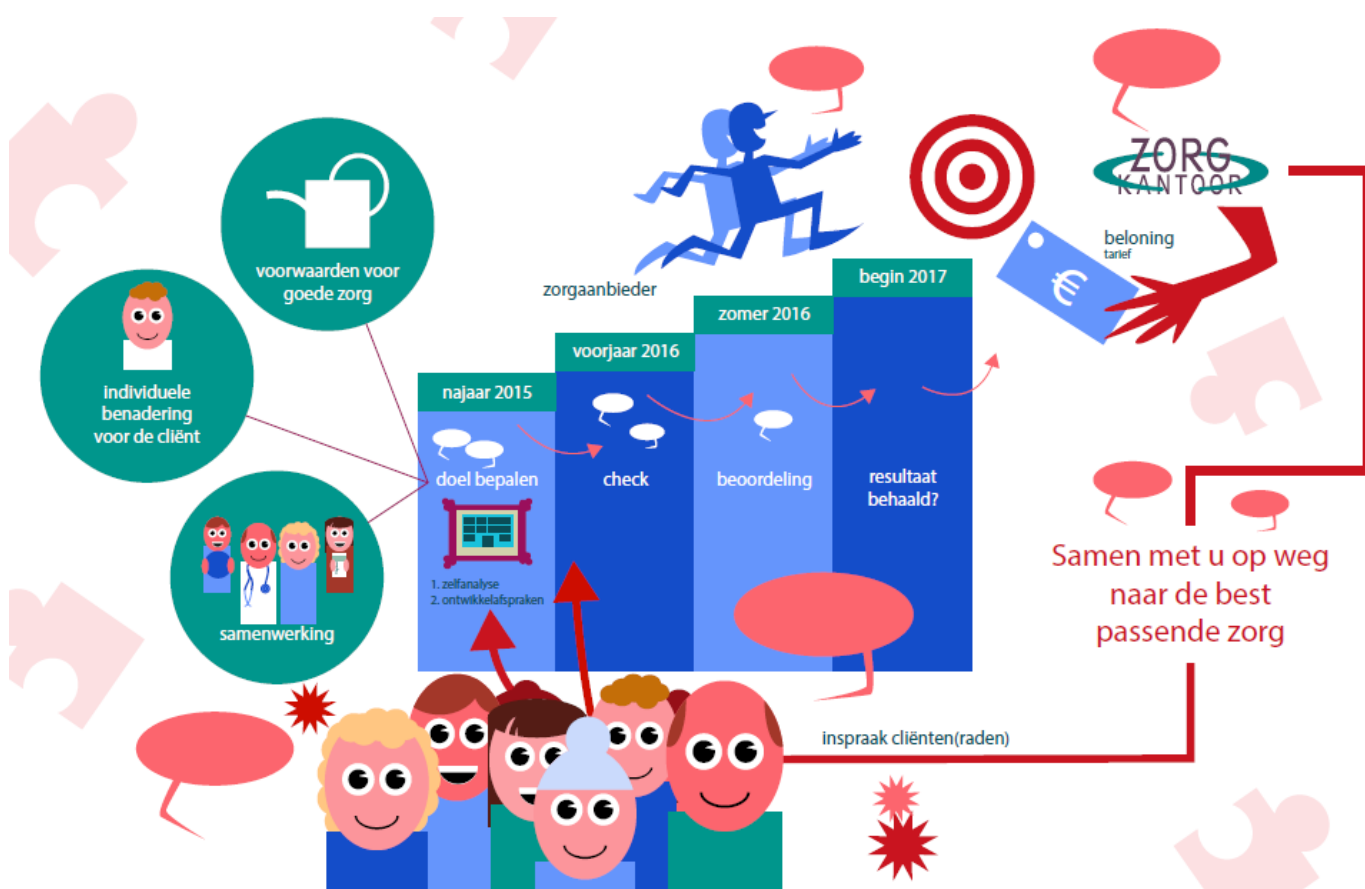 voorwaarden voor
goede zorg
individuele
benadering
voor de cliënt
samenwerking
zorgaanbieder
najaar 2015
doel bepalen
1. zelfanalyse
2. ontwikkelafspraken
voorjaar 2016
check
zomer 2016
beoordeling
begin 2017
resultaat
behaald?
ZORG
KANTOOR
beloning
tarief
€
Samen met u op weg
naar de best
passende zorg
inspraak cliënten(raden)